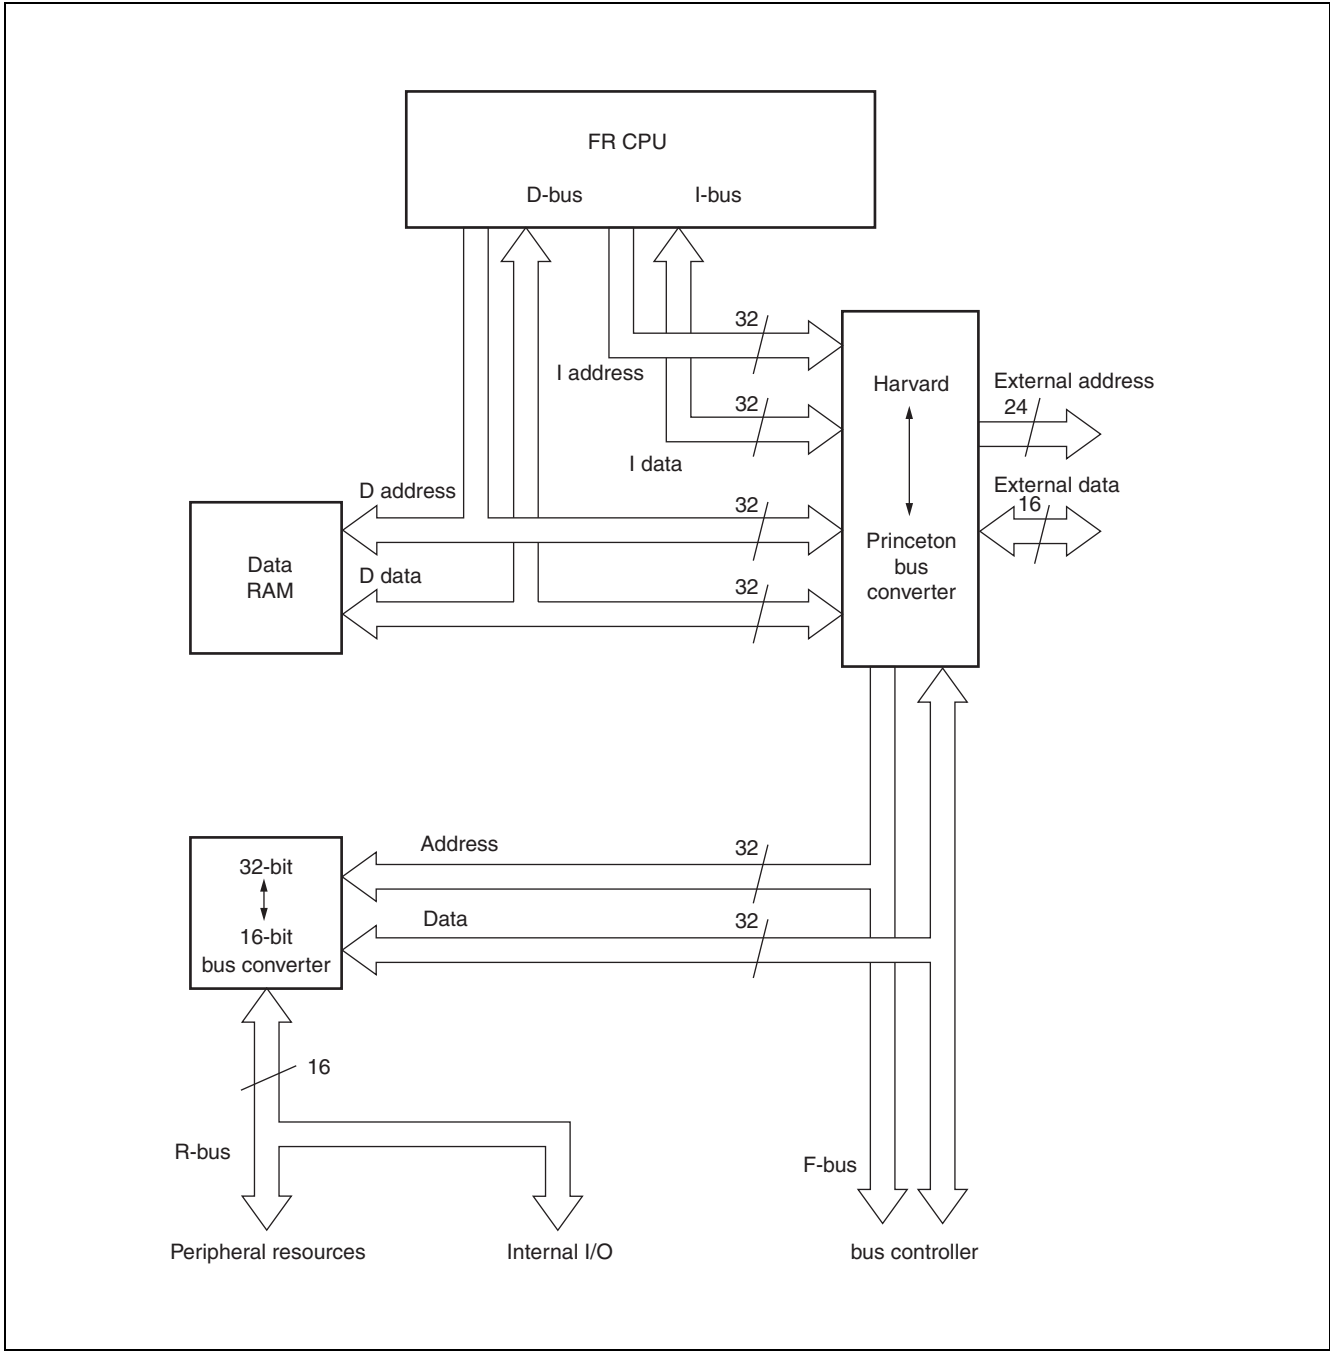 FR CPU
D-bus
I-bus
32
I address
32
I data
Harvard
Princeton
bus
converter
External address
24
External data
16
D address
32
Data
RAM
D data
32
Address
32
32-bit
16-bit
bus converter
Data
32
16
R-bus
F-bus
Peripheral resources
Internal I/O
bus controller